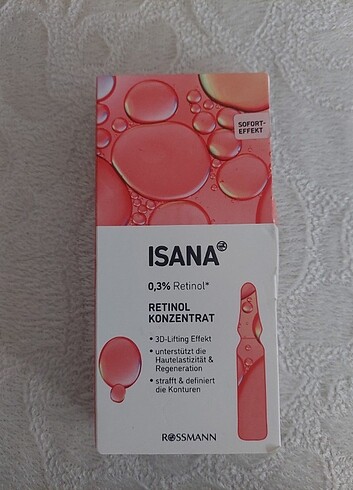 SOFORT-
EFFEKT
ISANA
0,3% Retinol*
RETINOL
KONZENTRAT
• 3D-Lifting Effekt
• unterstützt die
Hautelastizität &
Regeneration
• strafft & definiert
die Konturen
ROSSMANN